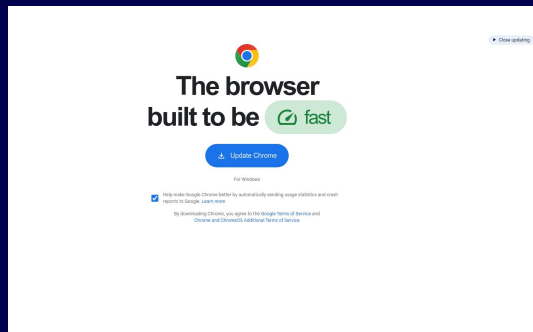 Close updating
The browser
built to be fast
Update Chrome
For Windows
Help make Google Chrome better by automatically sending usage statistics and crash
reports to Google. Learn more
By downloading Chrome, you agree to the Google Terms of Service and
Chrome and ChromeOS Additional Terms of Service